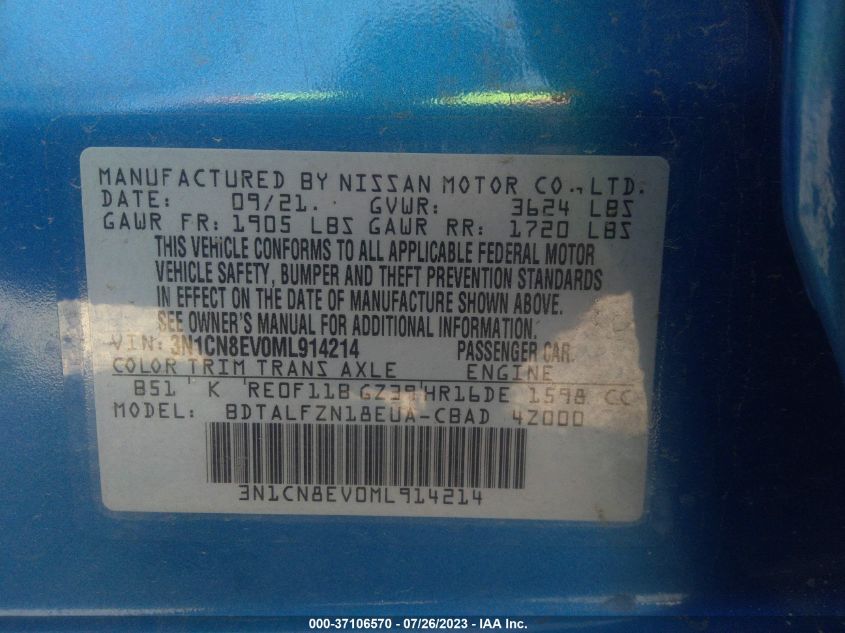 MANUFACTURED BY NISSAN MOTOR CO., LTD.
DATE: 09/21. GVWR: 3624 LBS
GAWR FR: 1905 LBS GAWR RR: 1720 LBS
THIS VEHICLE CONFORMS TO ALL APPLICABLE FEDERAL MOTOR
VEHICLE SAFETY, BUMPER AND THEFT PREVENTION STANDARDS
IN EFFECT ON THE DATE OF MANUFACTURE SHOWN ABOVE.
SEE OWNER'S MANUAL FOR ADDITIONAL INFORMATION.
VIN: 3N1CN8EV0ML914214 PASSENGER CAR
COLOR TRIM TRANS AXLE ENGINE
B51 K RE0F11B GZ39 HR16DE 1598 CC
MODEL: BDTALFZN18EUA-CBAD 4Z000
3N1CN8EV0ML914214
000-37106570 - 07/26/2023 - IAA Inc.